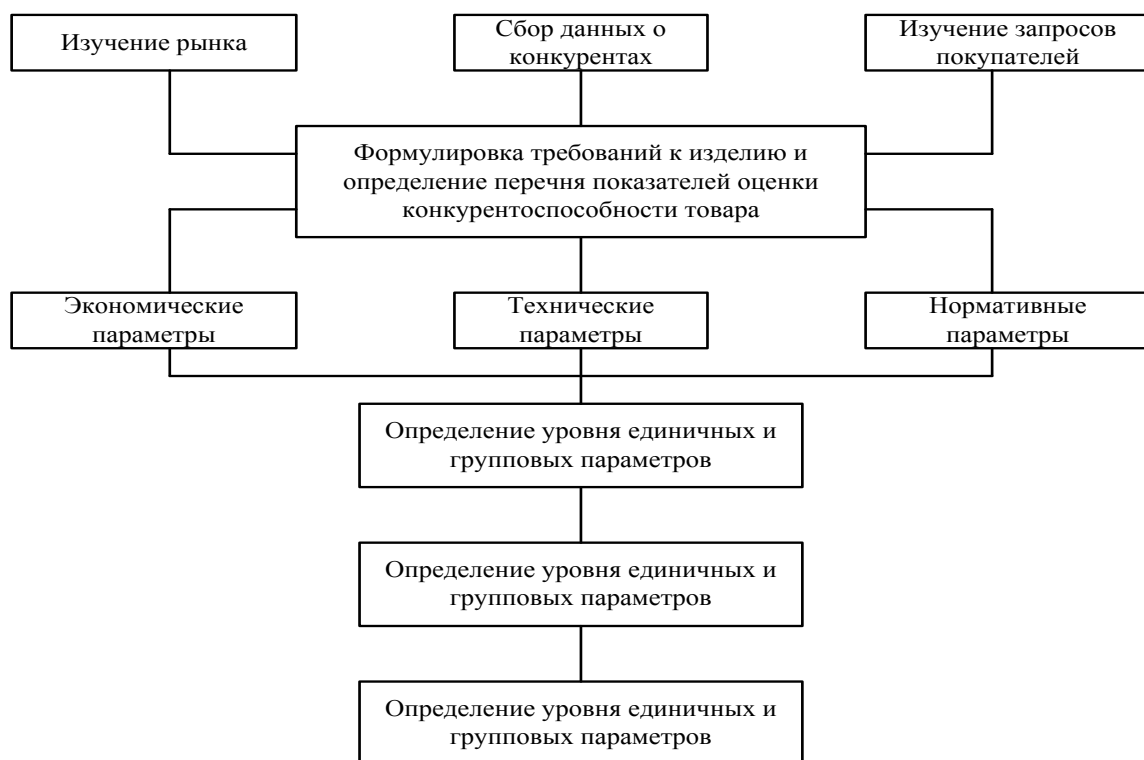 Изучение рынка
Сбор данных о
конкурентах
Изучение запросов
покупателей
Формулировка требований к изделию и
определение перечня показателей оценки
конкурентоспособности товара
Экономические
параметры
Технические
параметры
Нормативные
параметры
Определение уровня единичных и
групповых параметров
Определение уровня единичных и
групповых параметров
Определение уровня единичных и
групповых параметров